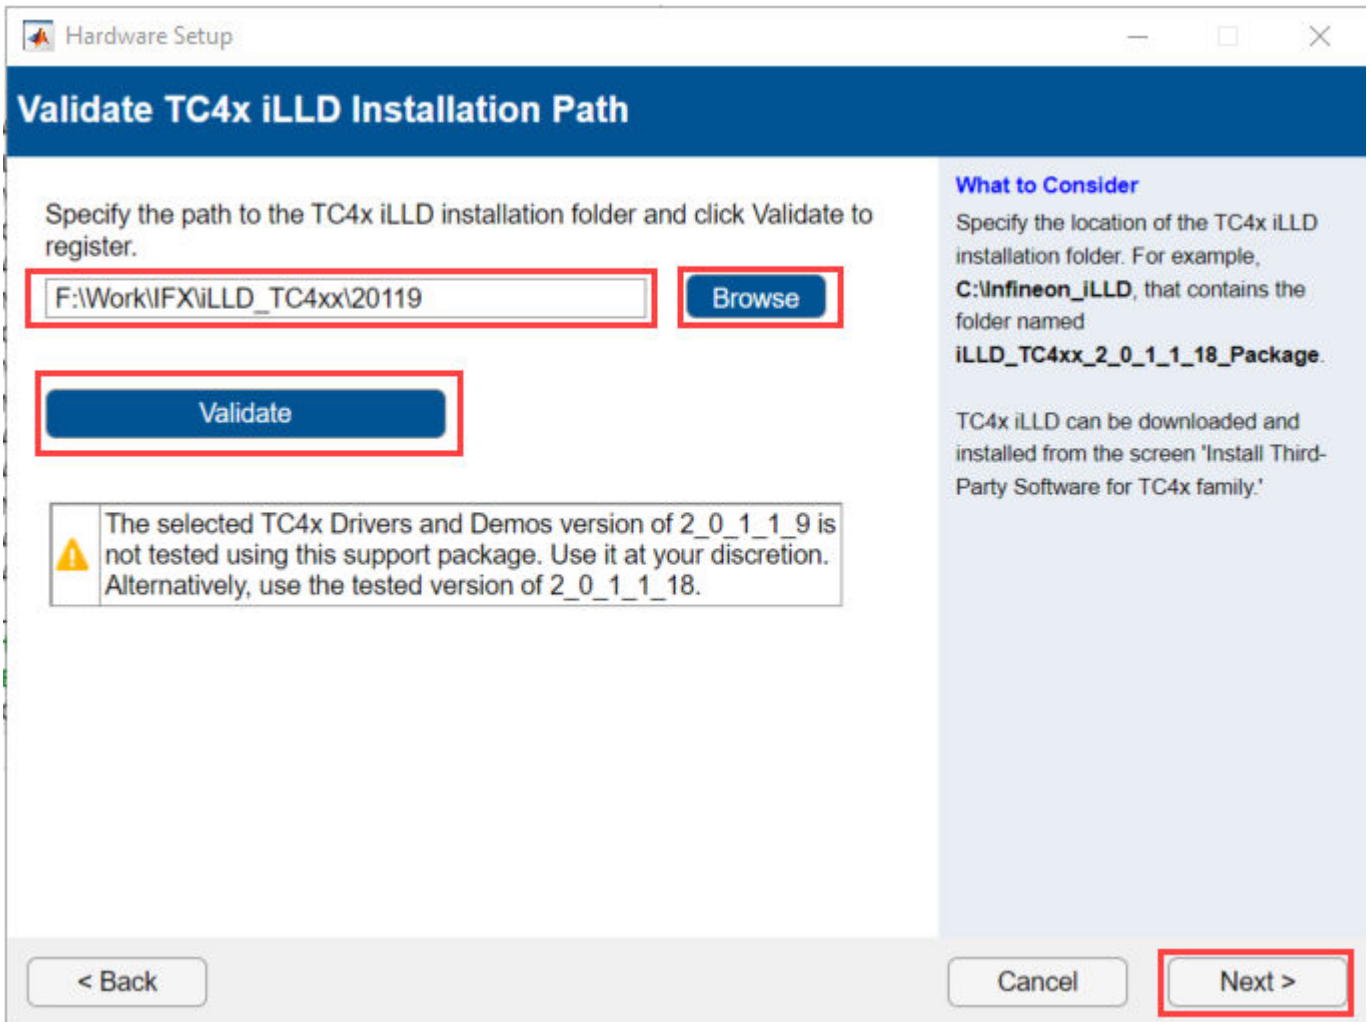 Hardware Setup
Validate TC4x iLLD Installation Path
Specify the path to the TC4x iLLD installation folder and click Validate to
register.
F:\Work\IFX\iLLD_TC4xx\20119
Browse
Validate
The selected TC4x Drivers and Demos version of 2_0_1_1_9 is
not tested using this support package. Use it at your discretion.
Alternatively, use the tested version of 2_0_1_1_18.
What to Consider
Specify the location of the TC4x iLLD
installation folder. For example,
C:\Infineon_iLLD, that contains the
folder named
iLLD_TC4xx_2_0_1_1_18_Package.
TC4x iLLD can be downloaded and
installed from the screen 'Install Third-
Party Software for TC4x family.'
< Back
Cancel
Next >